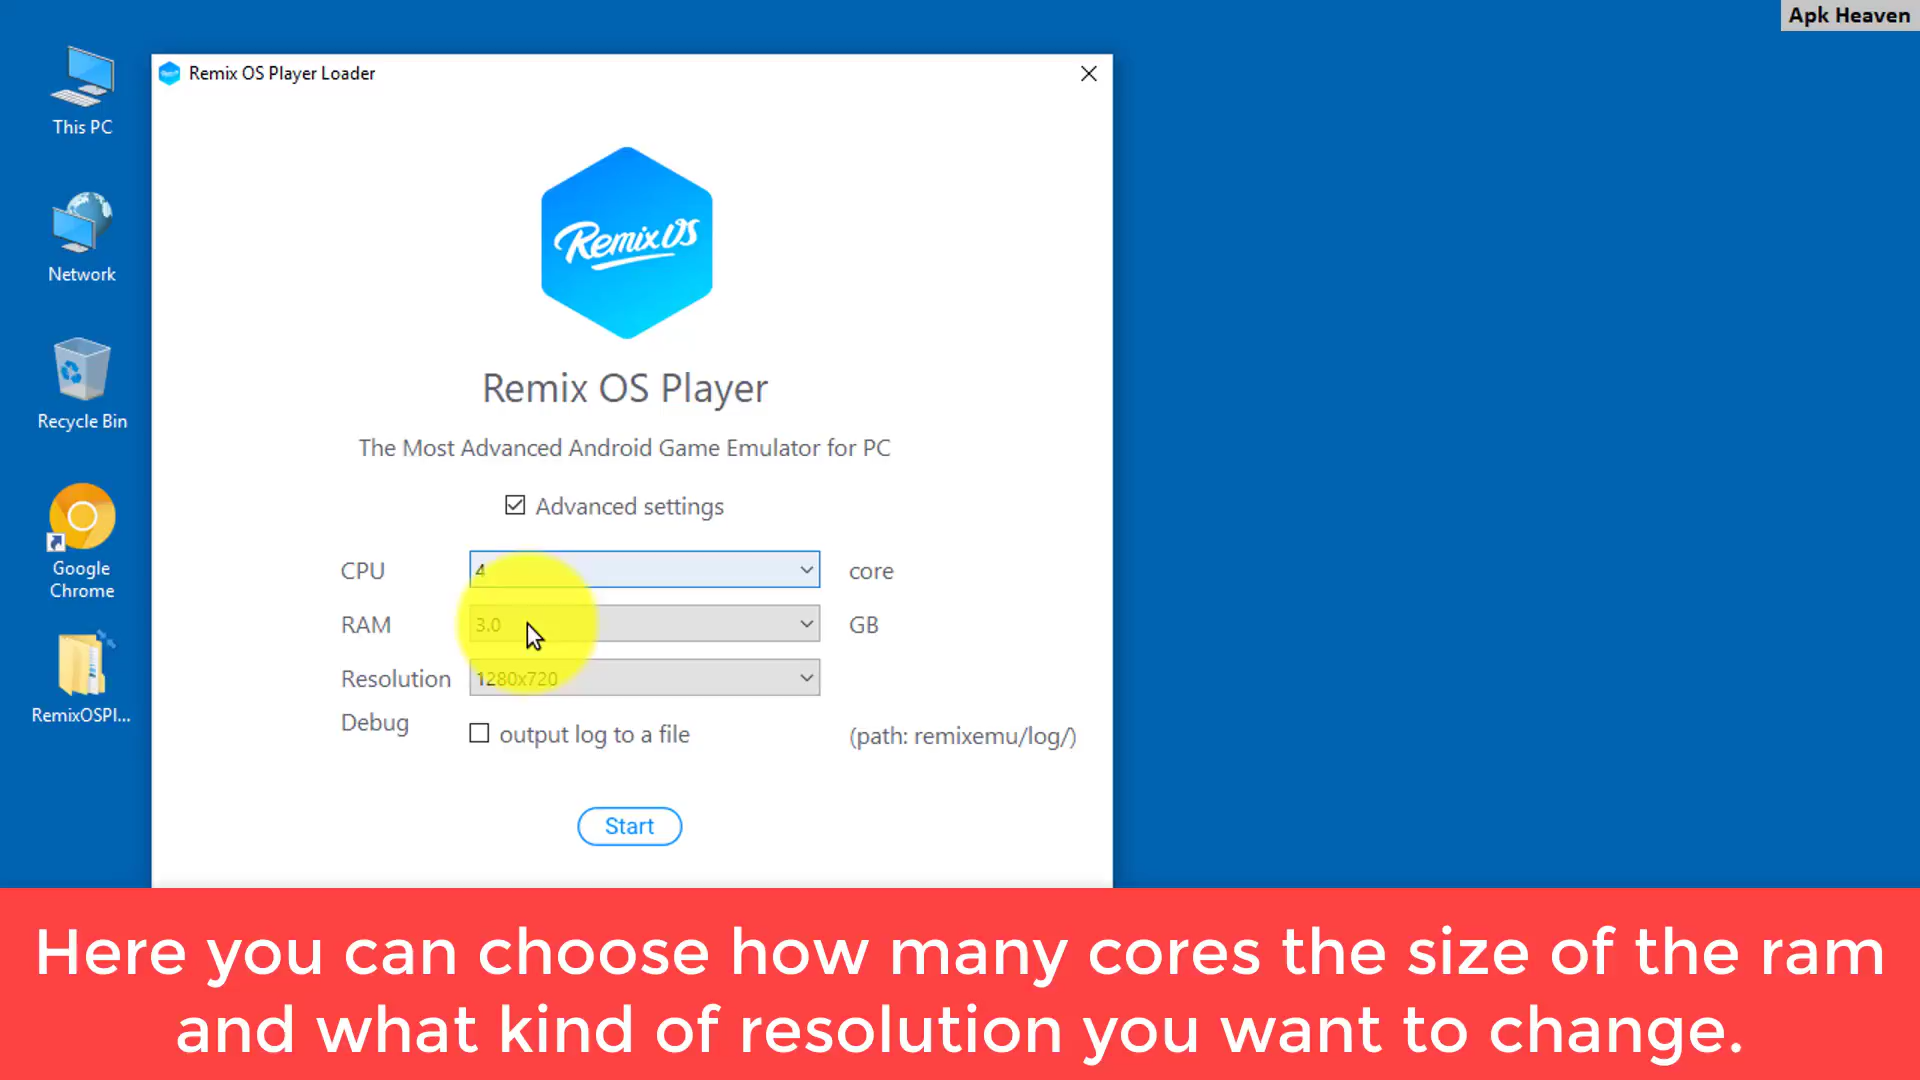 Apk Heaven
Remix OS Player Loader
This PC
Network
Recycle Bin
Google
Chrome
RemixOSPl...
Remix OS
Remix OS Player
The Most Advanced Android Game Emulator for PC
Advanced settings
CPU 4 core
RAM 3.0 GB
Resolution 1280x720
Debug output log to a file (path: remixemu/log/)
Start
Here you can choose how many cores the size of the ram
and what kind of resolution you want to change.